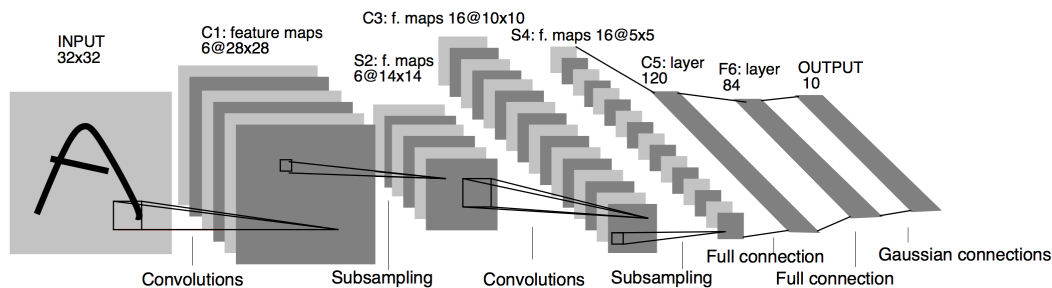 INPUT
32x32
C1: feature maps
6@28x28
S2: f. maps
6@14x14
C3: f. maps 16@10x10
S4: f. maps 16@5x5
C5: layer
120
F6: layer
84
OUTPUT
10
Convolutions
Subsampling
Convolutions
Subsampling
Full connection
Full connection
Gaussian connections